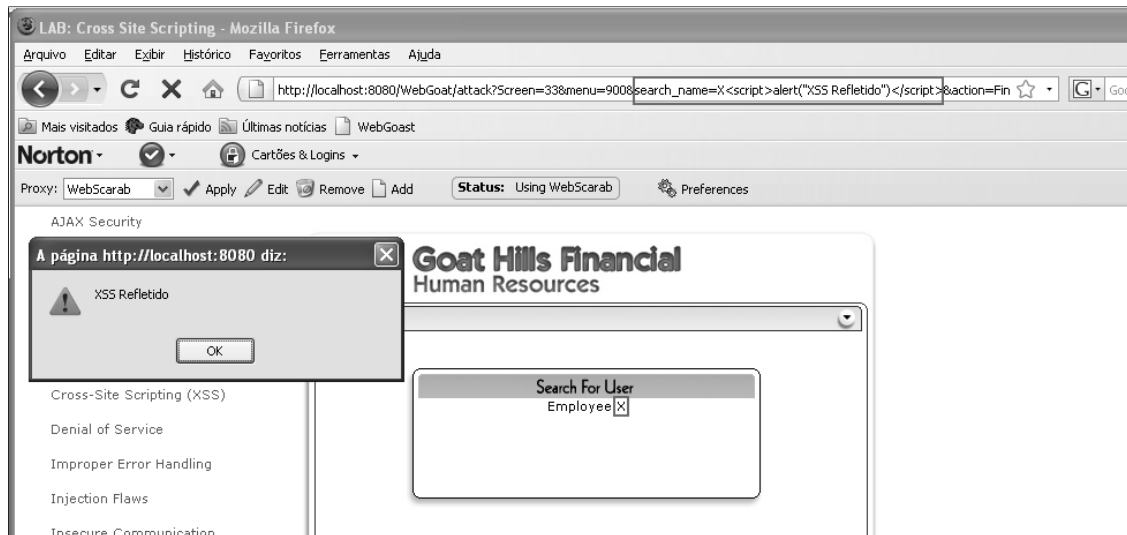 LAB: Cross Site Scripting - Mozilla Firefox
Arquivo Editar Exibir Histórico Favoritos Ferramentas Ajuda
http://localhost:8080/WebGoat/attack?Screen=33&menu=900&search_name=X<script>alert("XSS Refletido")</script>&action=Fin G Goo
Mais visitados Guia rápido Últimas notícias WebGoast
Norton Cartões & Logins
Proxy: WebScarab Apply Edit Remove Add Status: Using WebScarab Preferences
AJAX Security
A página http://localhost:8080 diz:
XSS Refletido
OK
Goat Hills Financial
Human Resources
Search For User
Employee X
Cross-Site Scripting (XSS)
Denial of Service
Improper Error Handling
Injection Flaws
Insecure Communication